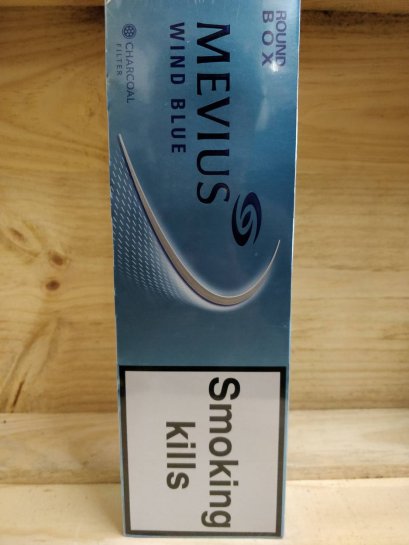 ROUND
BOX
MEVIUS
WIND BLUE
CHARCOAL
FILTER
Smoking
kills